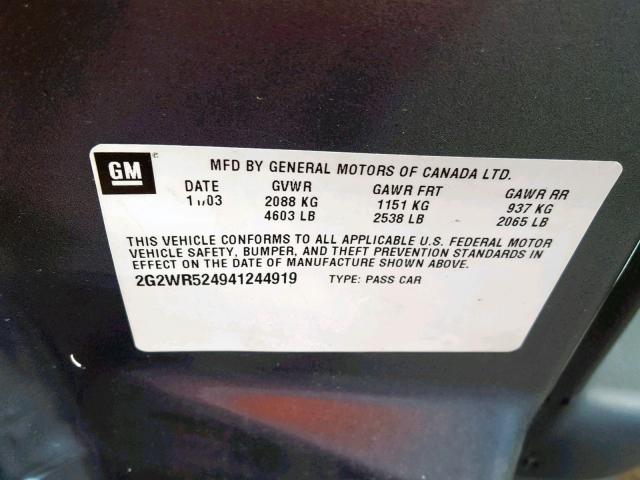 GM
MFD BY GENERAL MOTORS OF CANADA LTD.
DATE GVWR GAWR FRT GAWR RR
2088 KG 1151 KG 937 KG
4603 LB 2538 LB 2065 LB
THIS VEHICLE CONFORMS TO ALL APPLICABLE U.S. FEDERAL MOTOR
VEHICLE SAFETY, BUMPER, AND THEFT PREVENTION STANDARDS IN
EFFECT ON THE DATE OF MANUFACTURE SHOWN ABOVE.
2G2WR524941244919 TYPE: PASS CAR